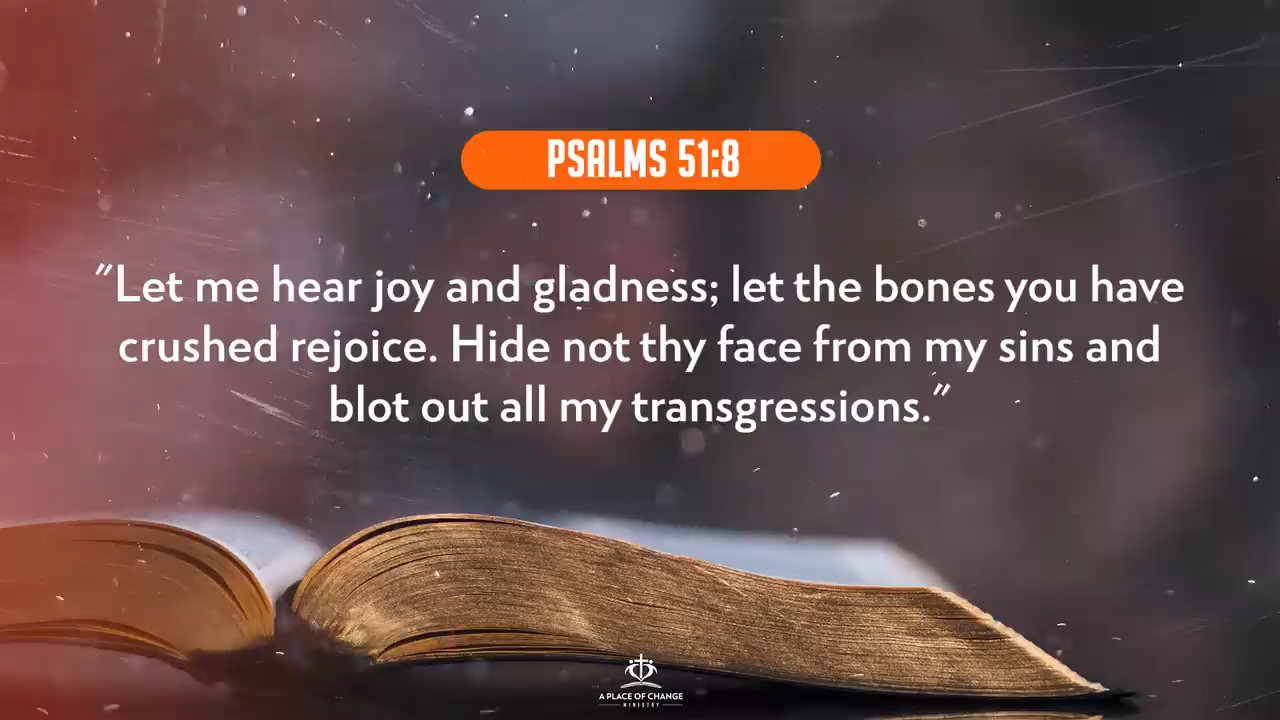 PSALMS 51:8
"Let me hear joy and gladness; let the bones you have
crushed rejoice. Hide not thy face from my sins and
blot out all my transgressions."
A PLACE OF CHANGE
MINISTRY